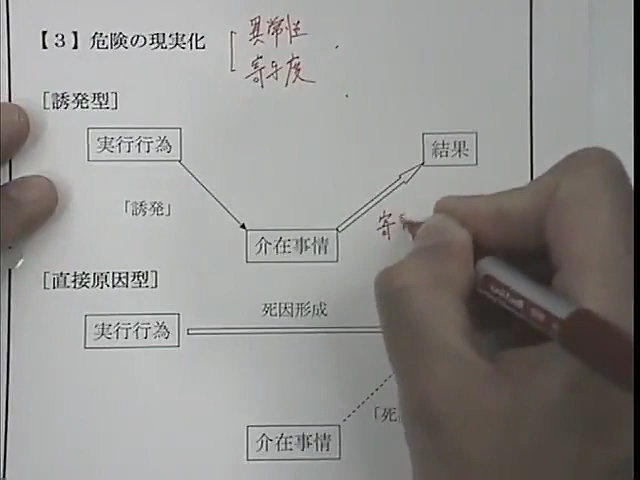 【3】危険の現実化
異常性
寄与度
[誘発型]
実行行為
結果
「誘発」
寄
介在事情
[直接原因型]
死因形成
実行行為
「死
介在事情